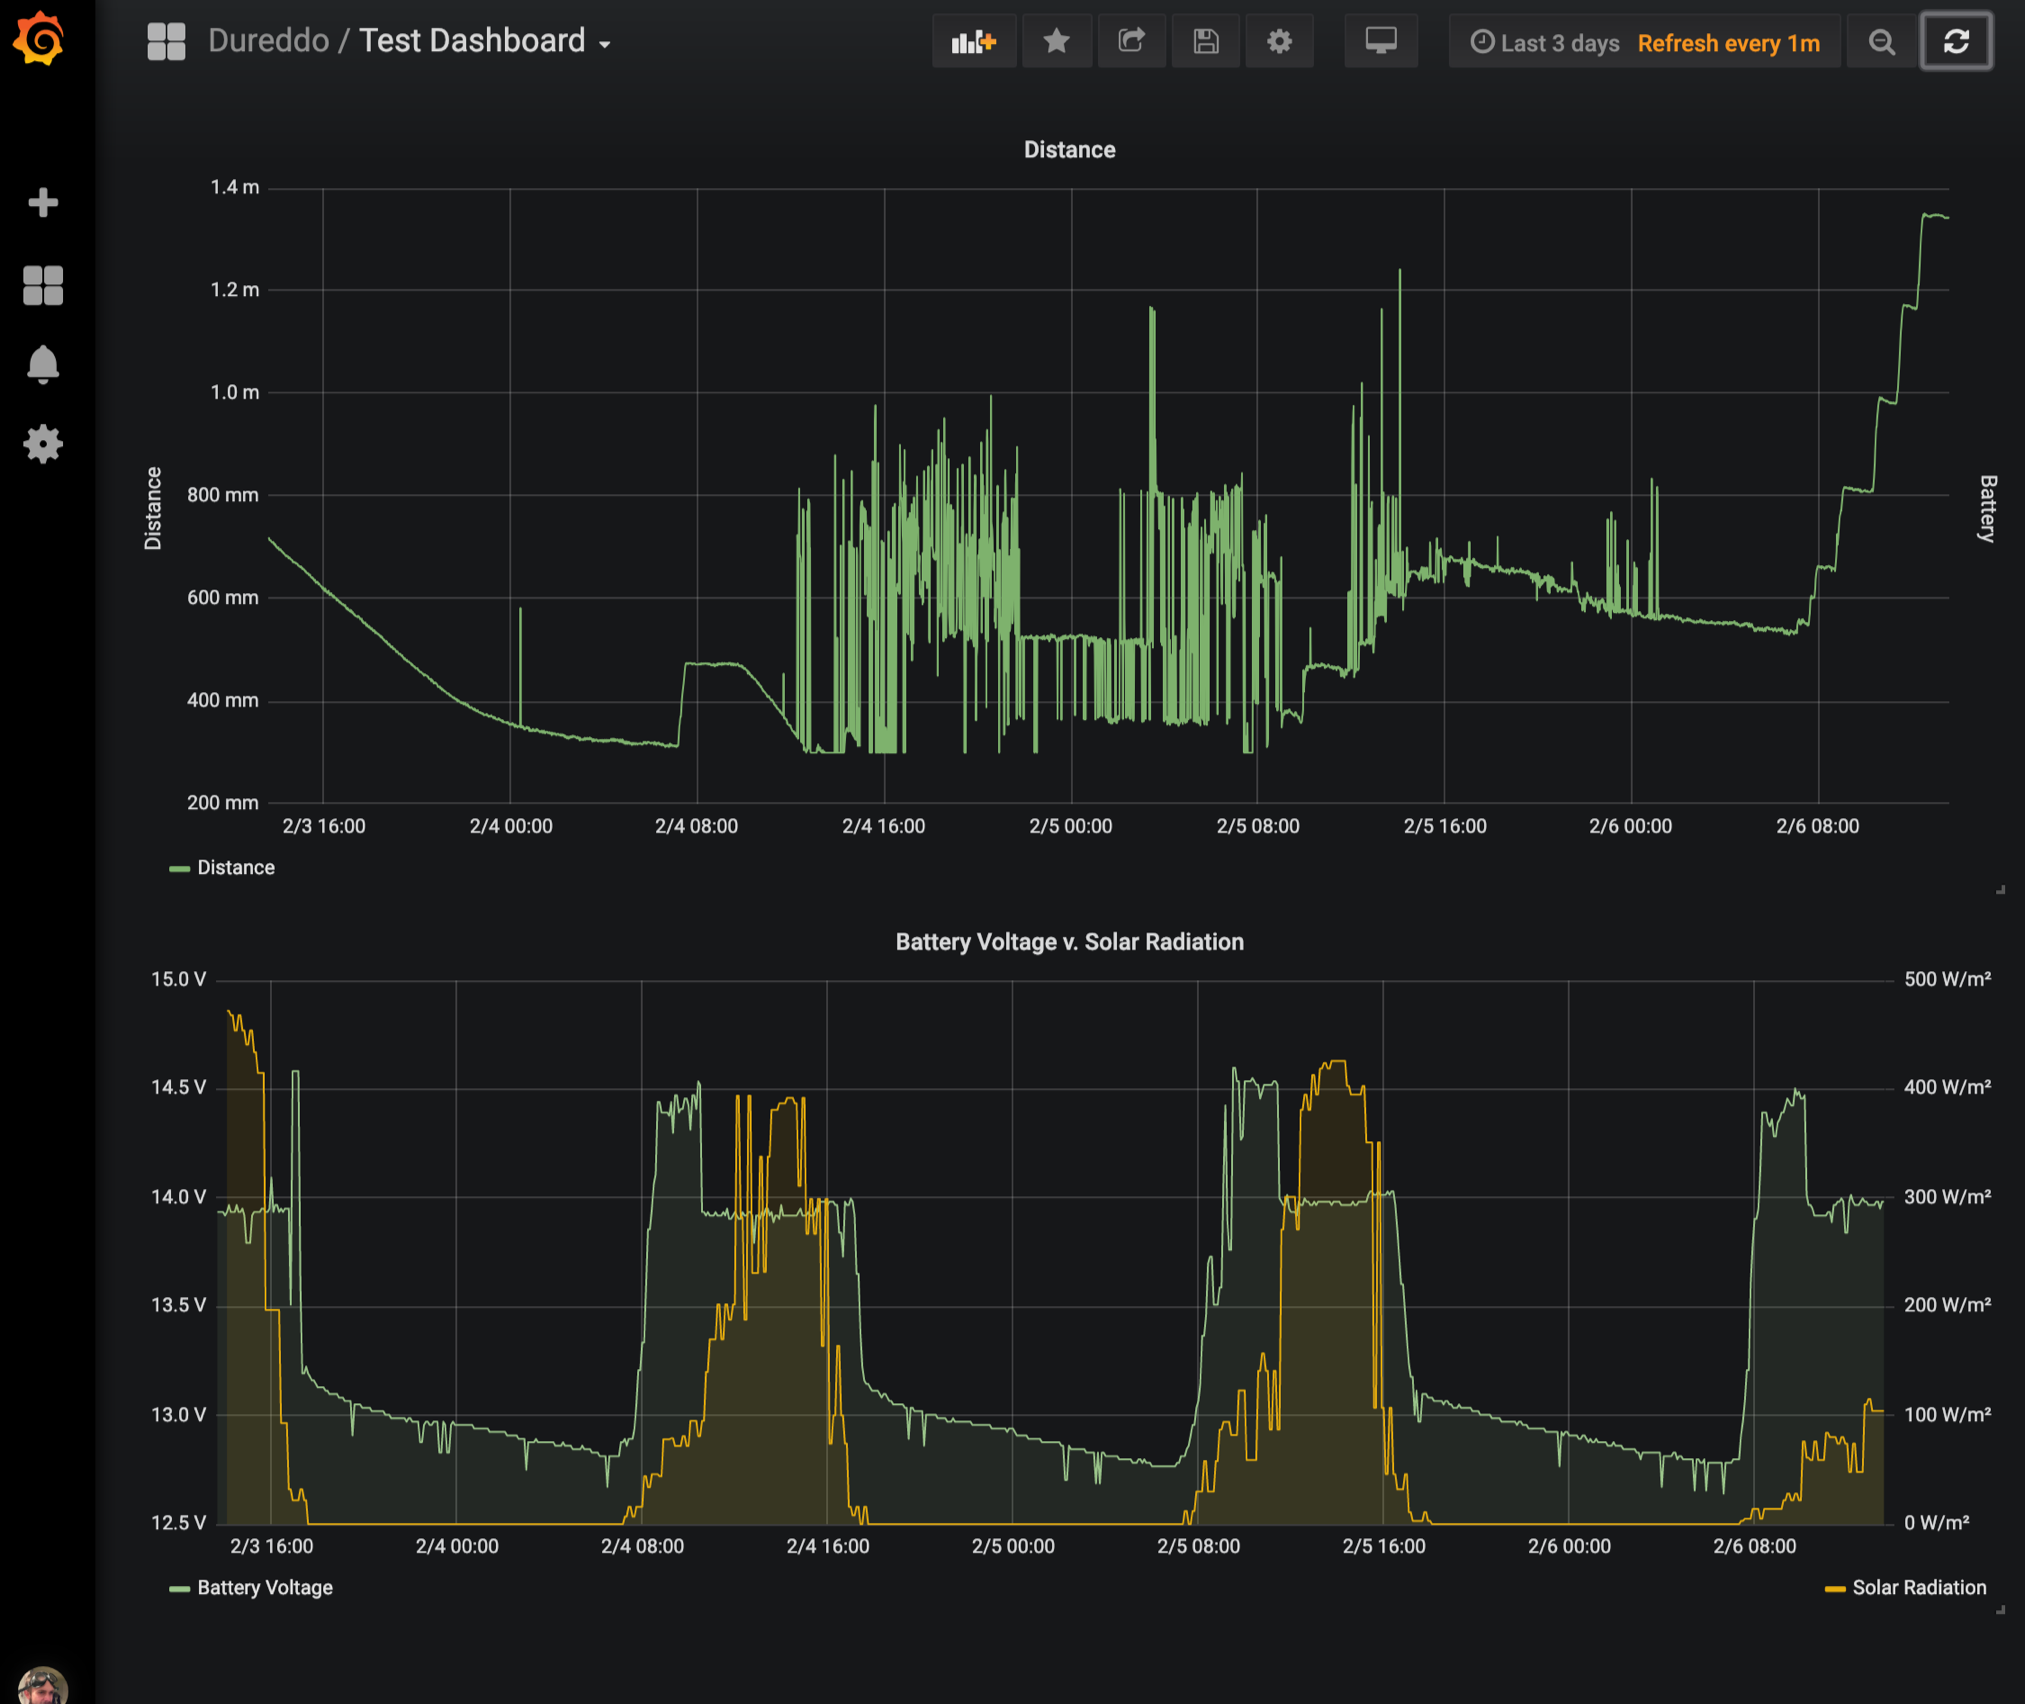 Dureddo / Test Dashboard
Last 3 days Refresh every 1m
Distance
1.4 m
1.2 m
1.0 m
800 mm
600 mm
400 mm
200 mm
Distance
Battery
2/3 16:00 2/4 00:00 2/4 08:00 2/4 16:00 2/5 00:00 2/5 08:00 2/5 16:00 2/6 00:00 2/6 08:00
Distance
Battery Voltage v. Solar Radiation
15.0 V 500 W/m²
14.5 V 400 W/m²
14.0 V 300 W/m²
13.5 V 200 W/m²
13.0 V 100 W/m²
12.5 V 0 W/m²
2/3 16:00 2/4 00:00 2/4 08:00 2/4 16:00 2/5 00:00 2/5 08:00 2/5 16:00 2/6 00:00 2/6 08:00
Battery Voltage Solar Radiation